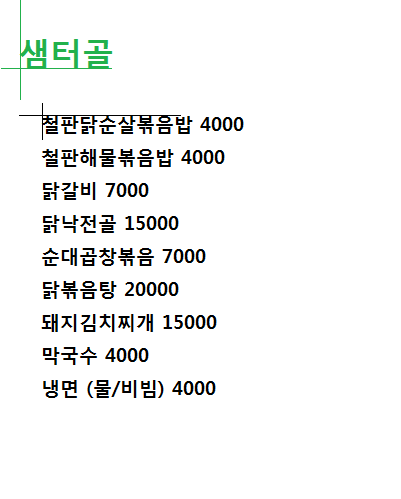 샘터골
철판닭순살볶음밥 4000
철판해물볶음밥 4000
닭갈비 7000
닭낙전골 15000
순대곱창볶음 7000
닭볶음탕 20000
돼지김치찌개 15000
막국수 4000
냉면 (물/비빔) 4000